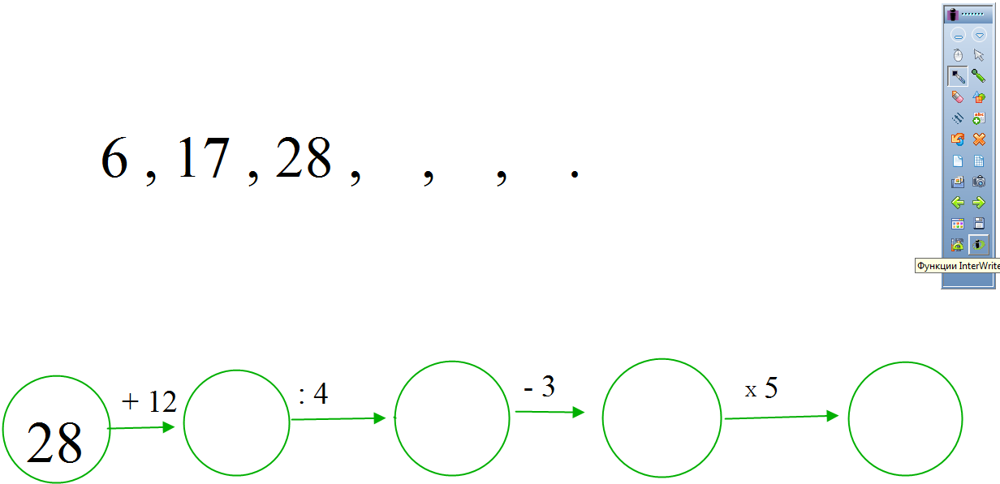 6 , 17 , 28 , , , .
Функции InterWrite
+ 12 : 4 - 3 x 5
28